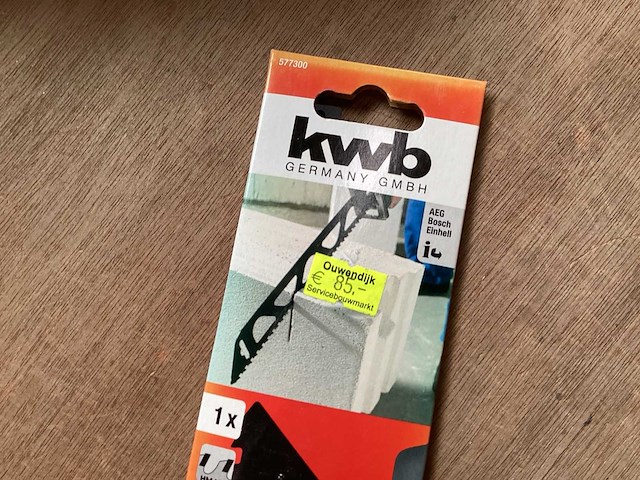 577300
kwb
GERMANY GMBH
AEG
Bosch
Einhell
Ouwendijk
€ 85,-
Servicebouwmarkt
1x